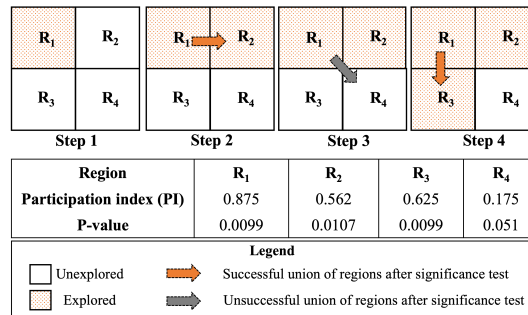 R1 R2 R1 R2 R1 R2 R1 R2
R3 R4 R3 R4 R3 R4 R3 R4
Step 1 Step 2 Step 3 Step 4
Region R1 R2 R3 R4
Participation index (PI) 0.875 0.562 0.625 0.175
P-value 0.0099 0.0107 0.0099 0.051
Legend
Unexplored Successful union of regions after significance test
Explored Unsuccessful union of regions after significance test